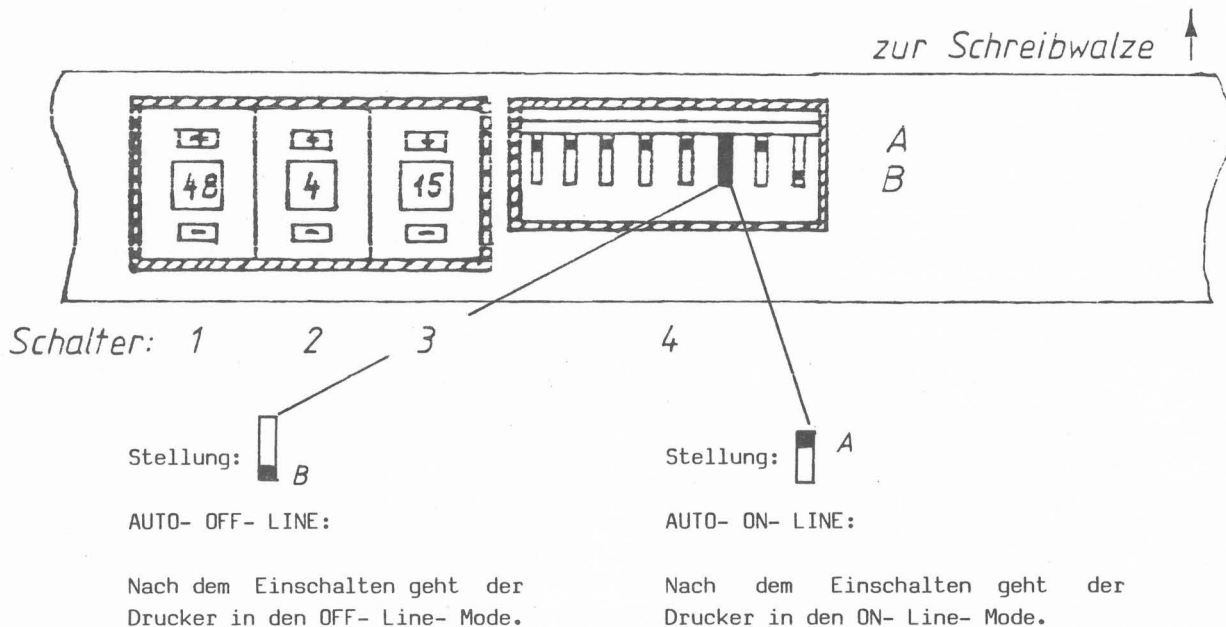 zur Schreibwalze
A
B
+ + +
48 4 15
- - -
Schalter: 1 2 3 4
Stellung: B
AUTO- OFF- LINE:
Nach dem Einschalten geht der
Drucker in den OFF- Line- Mode.
Stellung: A
AUTO- ON- LINE:
Nach dem Einschalten geht der
Drucker in den ON- Line- Mode.